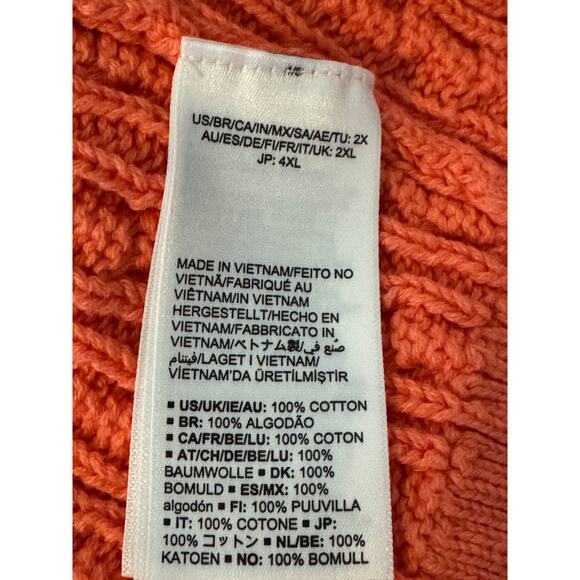 US/BR/CA/IN/MX/SA/AE/TU: 2X
AU/ES/DE/FI/FR/IT/UK: 2XL
JP: 4XL
MADE IN VIETNAM/FEITO NO
VIETNÃ/FABRIQUÉ AU
VIÊTNAM/IN VIETNAM
HERGESTELLT/HECHO EN
VIETNAM/FABBRICATO IN
VIETNAM/ベトナム製/صُنع في
فيتنام/LAGET I VIETNAM/
VİETNAM'DA ÜRETİLMİŞTİR
▪ US/UK/IE/AU: 100% COTTON
▪ BR: 100% ALGODÃO
▪ CA/FR/BE/LU: 100% COTON
▪ AT/CH/DE/BE/LU: 100%
BAUMWOLLE ▪ DK: 100%
BOMULD ▪ ES/MX: 100%
algodón ▪ FI: 100% PUUVILLA
▪ IT: 100% COTONE ▪ JP:
100% コットン ▪ NL/BE: 100%
KATOEN ▪ NO: 100% BOMULL